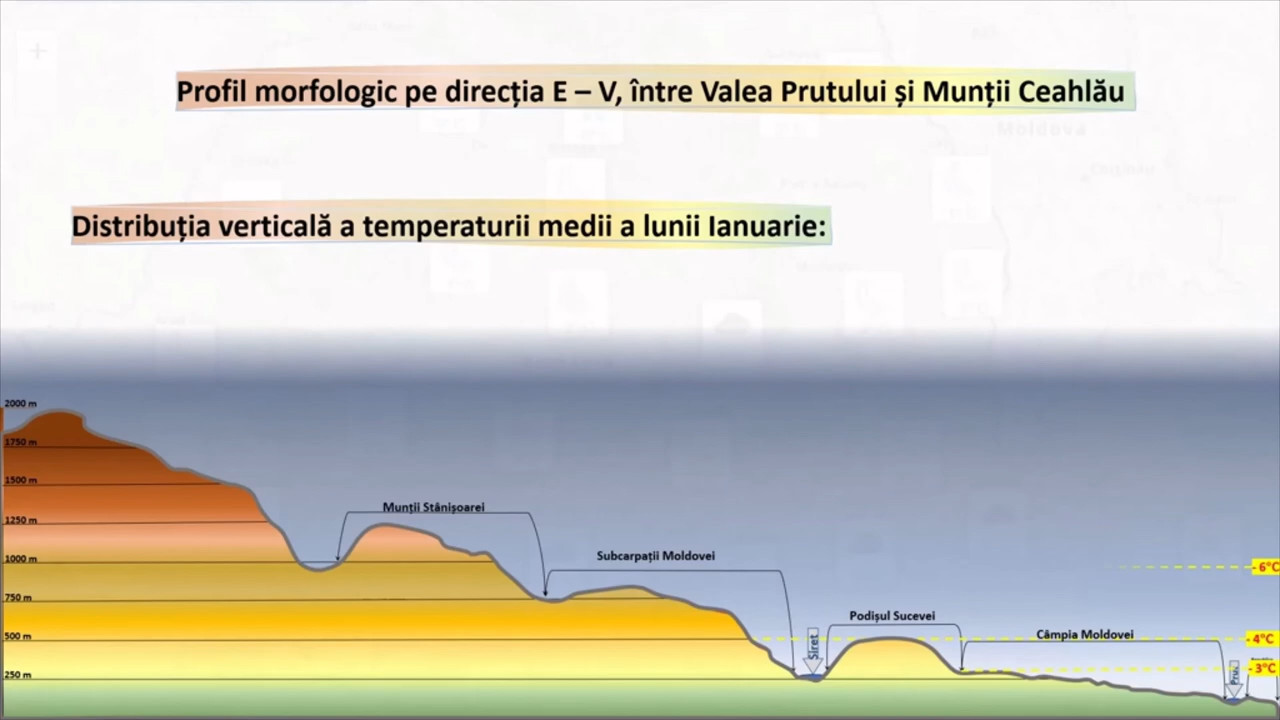 Profil morfologic pe direcția E – V, între Valea Prutului și Munții Ceahlău
Distribuția verticală a temperaturii medii a lunii Ianuarie:
2000 m
1750 m
1500 m
1250 m
1000 m
750 m
500 m
250 m
Munții Stânișoarei
Subcarpații Moldovei
Siret
Podișul Sucevei
Câmpia Moldovei
- 6°C
- 4°C
- 3°C
Moldova